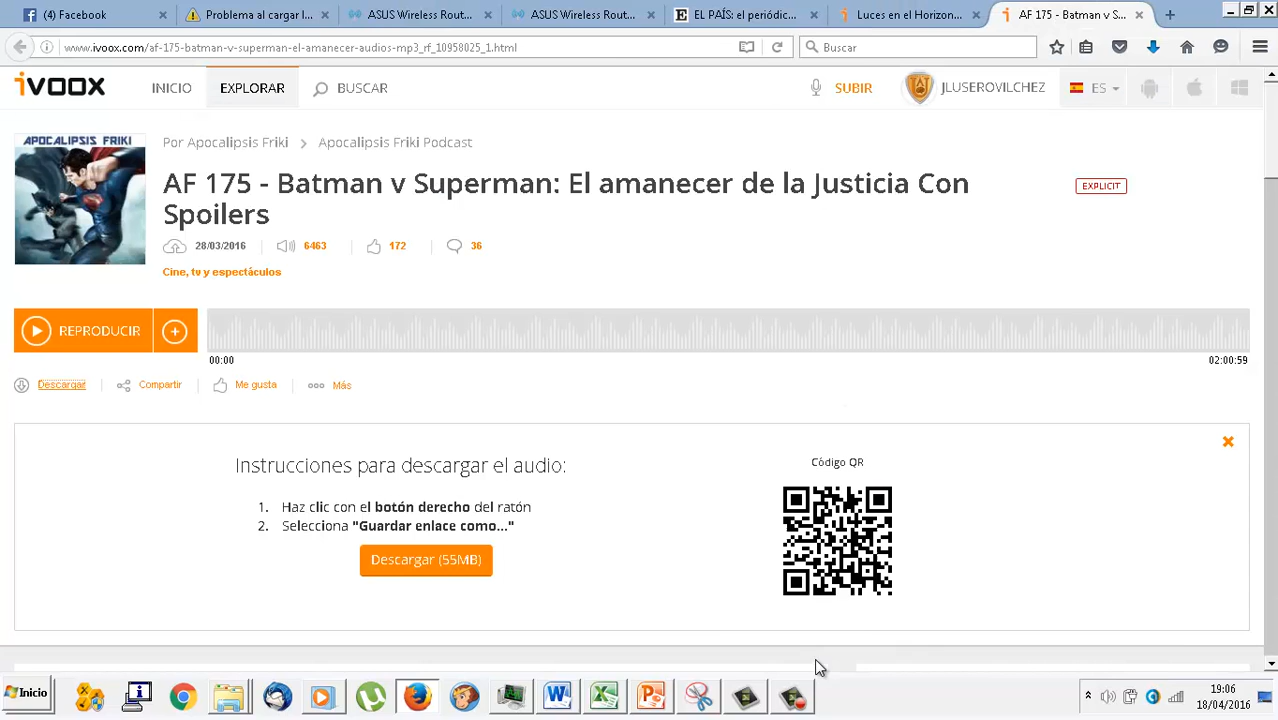 (4) Facebook
Problema al cargar l...
ASUS Wireless Rout...
ASUS Wireless Rout...
EL PAÍS: el periódic...
Luces en el Horizon...
AF 175 - Batman v S...
www.ivoox.com/af-175-batman-v-superman-el-amanecer-audios-mp3_rf_10958025_1.html
Buscar
iVOOX
INICIO
EXPLORAR
BUSCAR
SUBIR
JLUSEROVILCHEZ
ES
APOCALIPSIS FRIKI
Por Apocalipsis Friki
Apocalipsis Friki Podcast
AF 175 - Batman v Superman: El amanecer de la Justicia Con
Spoilers
EXPLICIT
28/03/2016
6463
172
36
Cine, tv y espectáculos
REPRODUCIR
00:00
02:00:59
Descargar
Compartir
Me gusta
Más
Instrucciones para descargar el audio:
1. Haz clic con el botón derecho del ratón
2. Selecciona "Guardar enlace como..."
Descargar (55MB)
Código QR
Inicio
19:06
18/04/2016